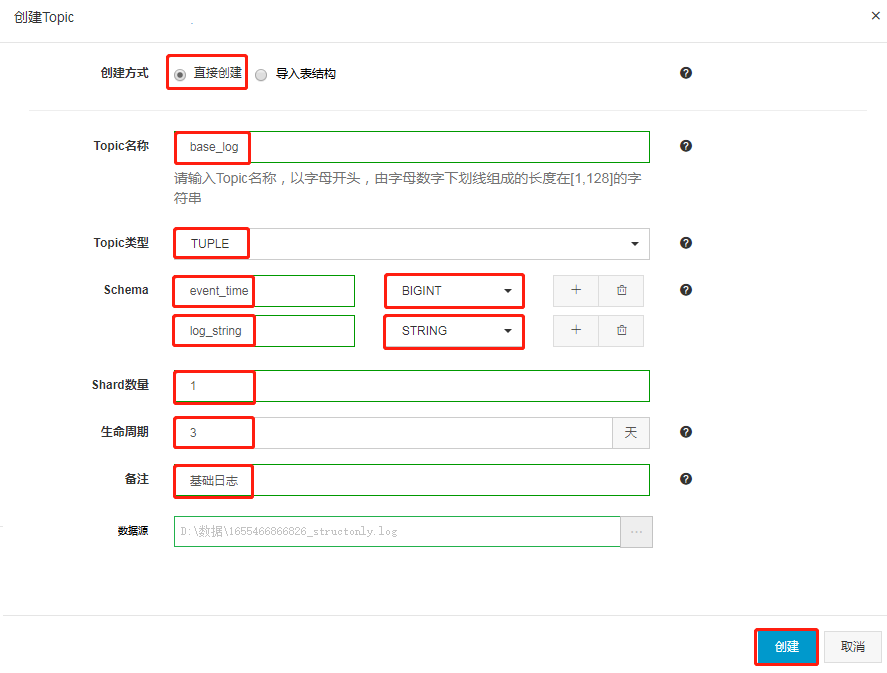 创建Topic
创建方式 直接创建 导入表结构
Topic名称 base_log
请输入Topic名称，以字母开头，由字母数字下划线组成的长度在[1,128]的字
符串
Topic类型 TUPLE
Schema event_time BIGINT
log_string STRING
Shard数量 1
生命周期 3 天
备注 基础日志
数据源 D:\数据\1655466866826_structonly.log ...
创建 取消